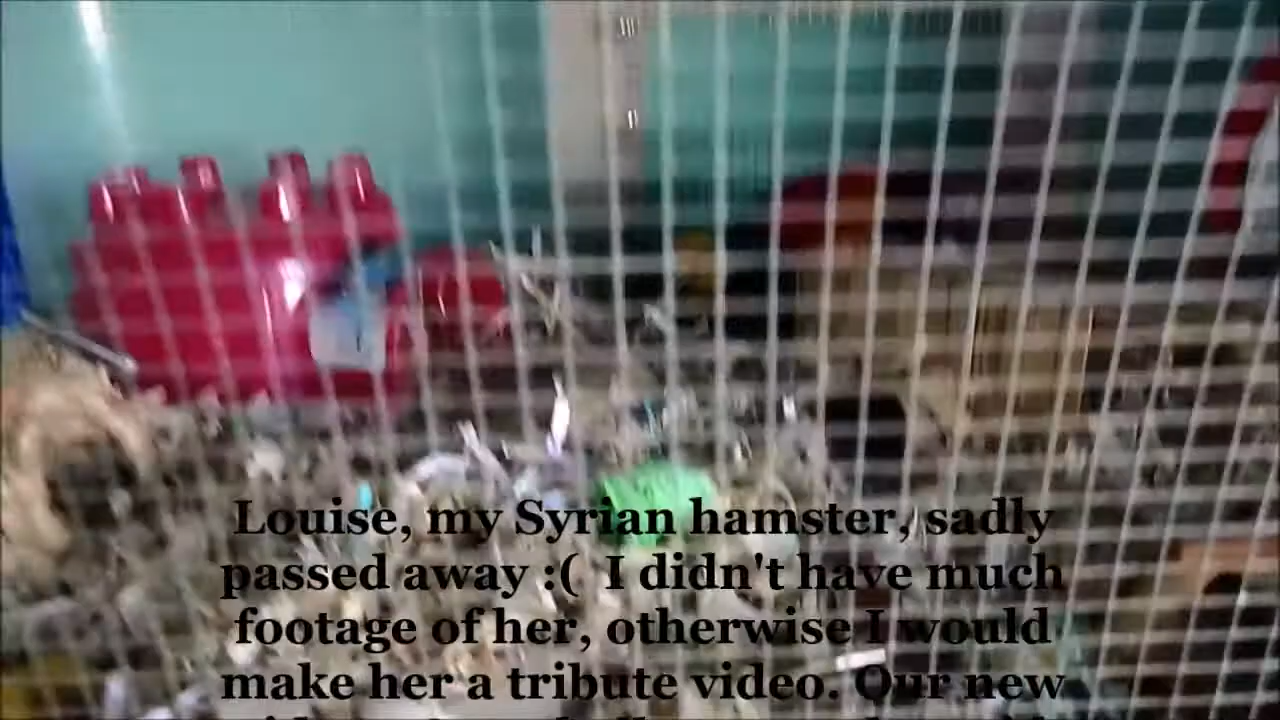 Louise, my Syrian hamster, sadly
passed away :(  I didn't have much
footage of her, otherwise I would
make her a tribute video. Our new